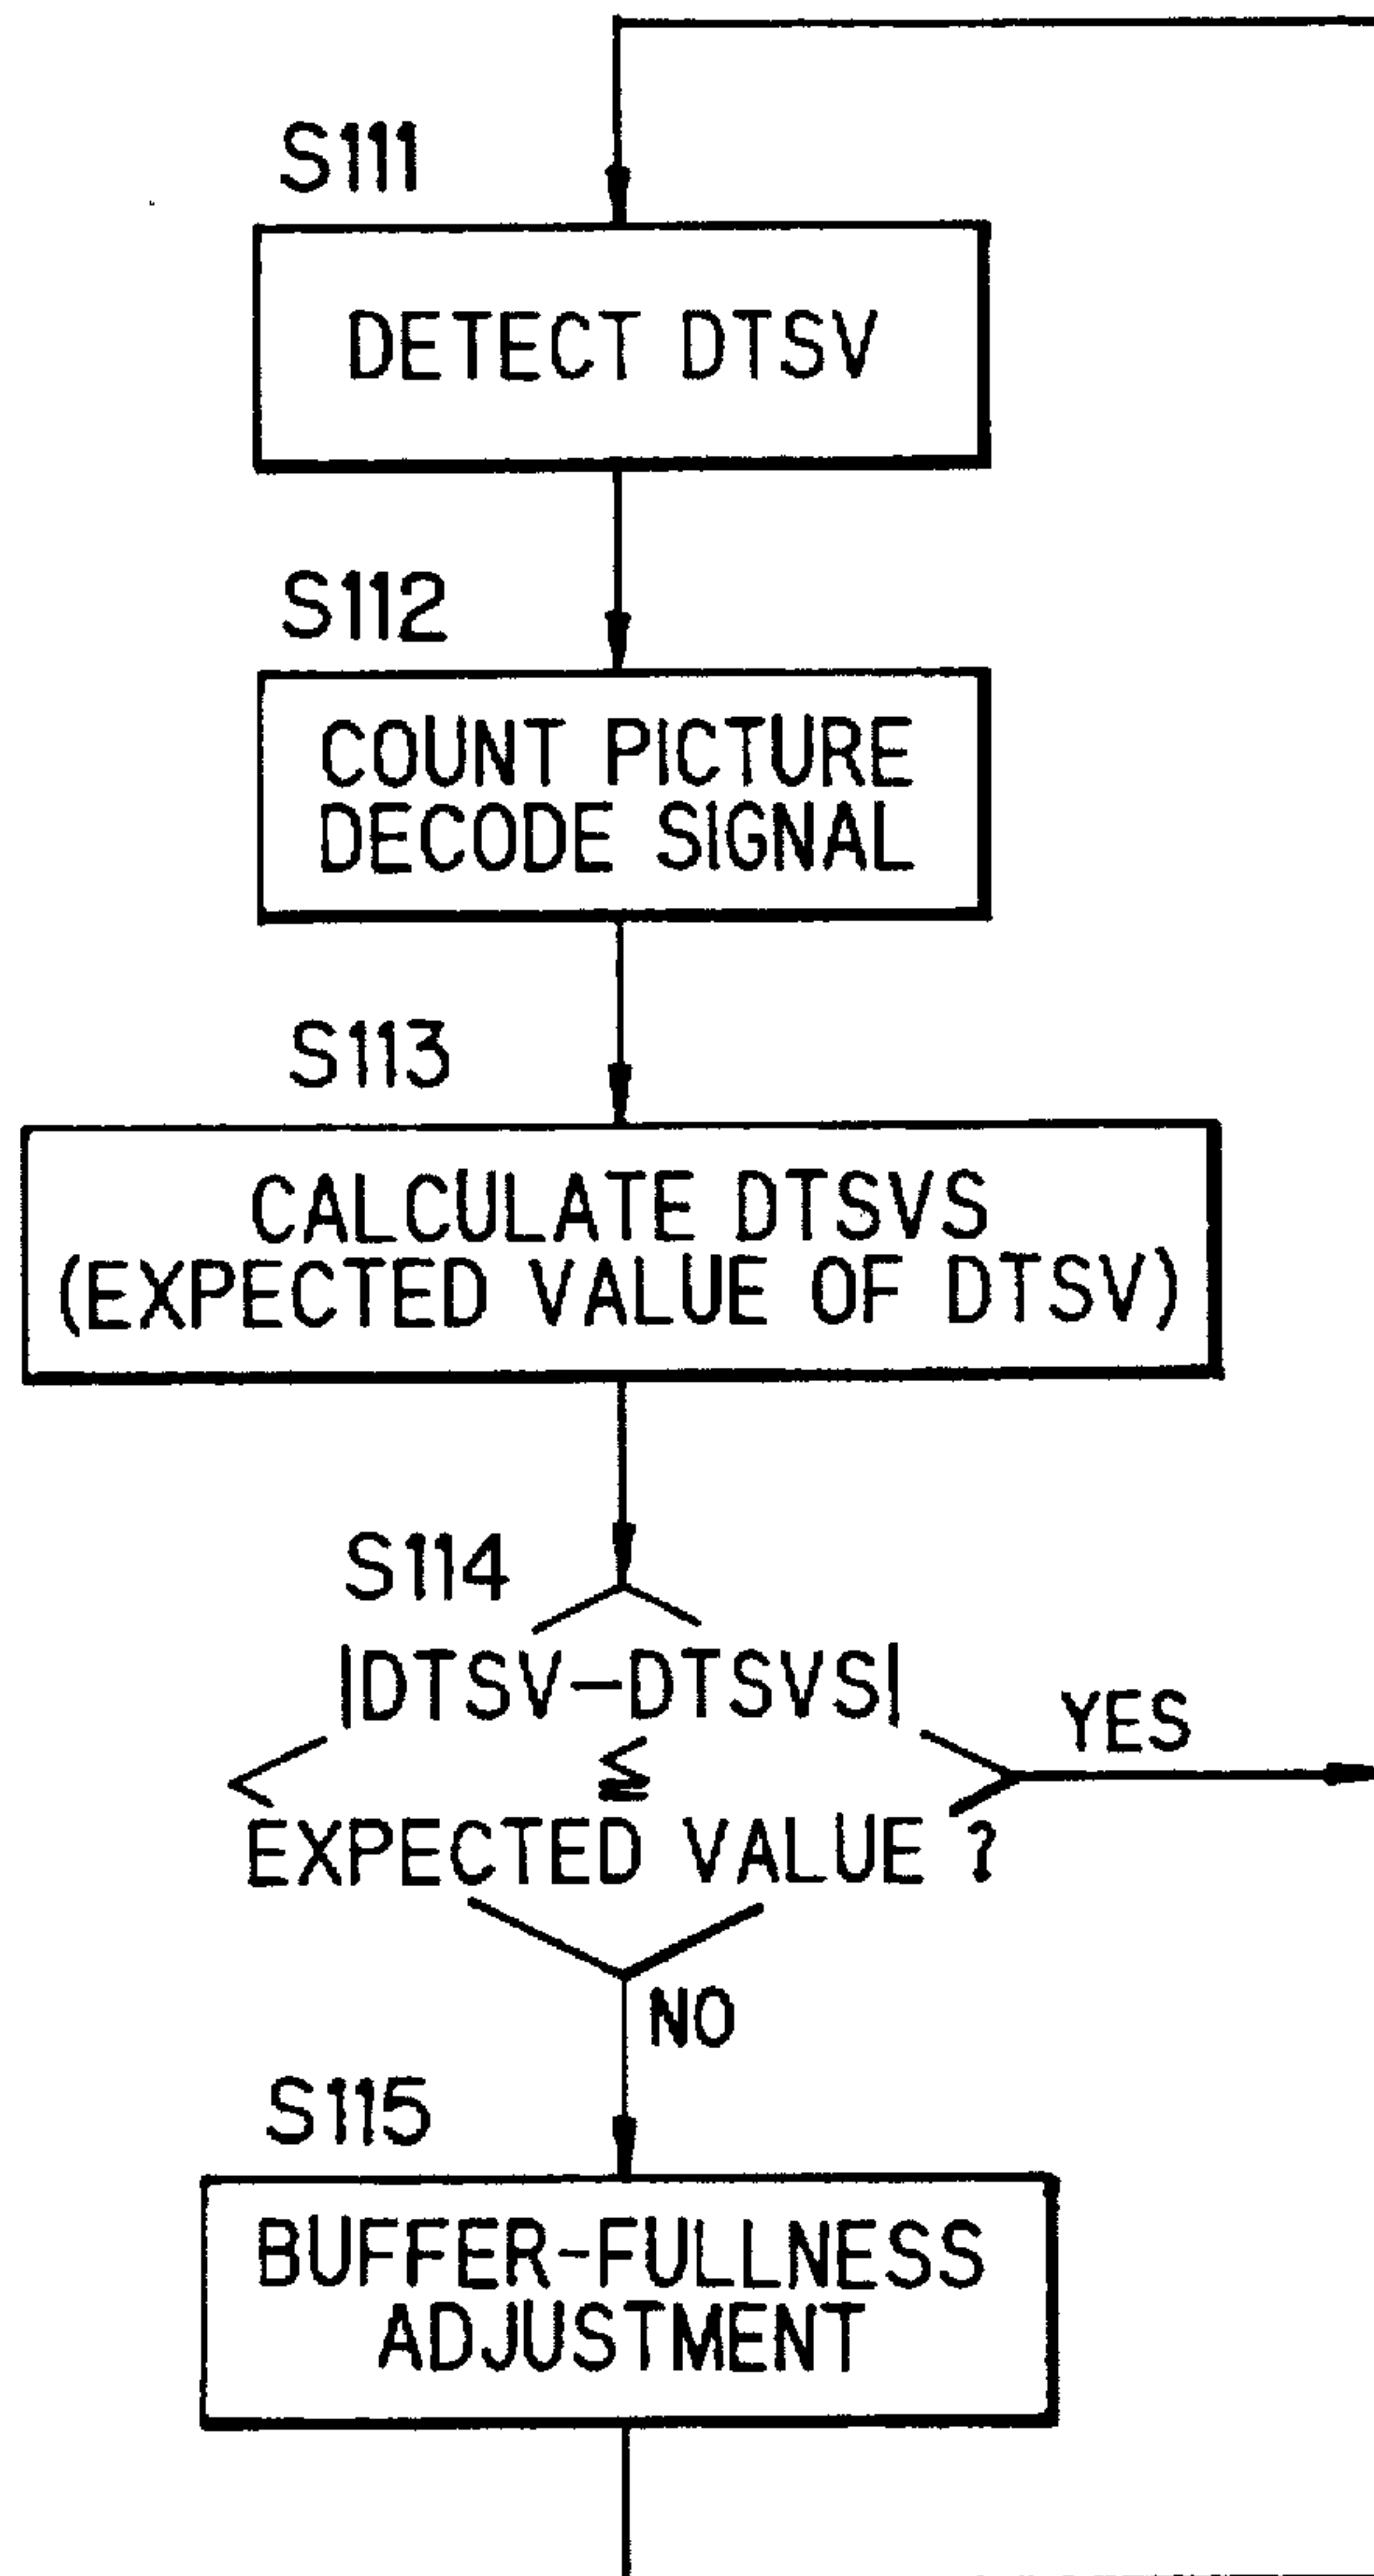 S111
DETECT DTSV
S112
COUNT PICTURE
DECODE SIGNAL
S113
CALCULATE DTSVS
(EXPECTED VALUE OF DTSV)
S114
|DTSV-DTSVS|
≦
EXPECTED VALUE ?
YES
NO
S115
BUFFER-FULLNESS
ADJUSTMENT